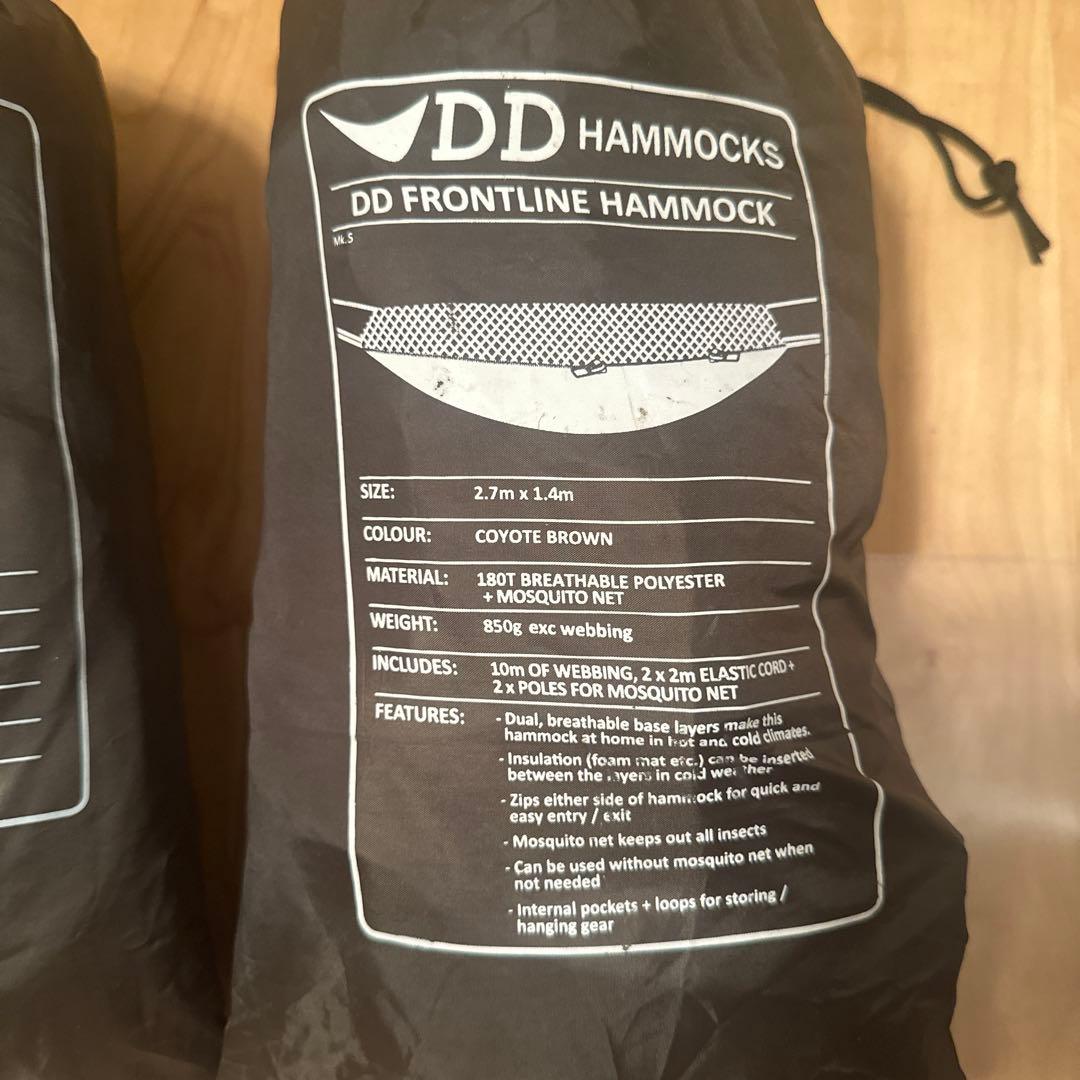 DD HAMMOCKS
DD FRONTLINE HAMMOCK
Mk.5
SIZE: 2.7m x 1.4m
COLOUR: COYOTE BROWN
MATERIAL: 180T BREATHABLE POLYESTER
+ MOSQUITO NET
WEIGHT: 850g exc webbing
INCLUDES: 10m OF WEBBING, 2 x 2m ELASTIC CORD +
2 x POLES FOR MOSQUITO NET
FEATURES: - Dual, breathable base layers make this
hammock at home in hot and cold climates.
- Insulation (foam mat etc.) can be inserted
between the layers in cold weather
- Zips either side of hammock for quick and
easy entry / exit
- Mosquito net keeps out all insects
- Can be used without mosquito net when
not needed
- Internal pockets + loops for storing /
hanging gear